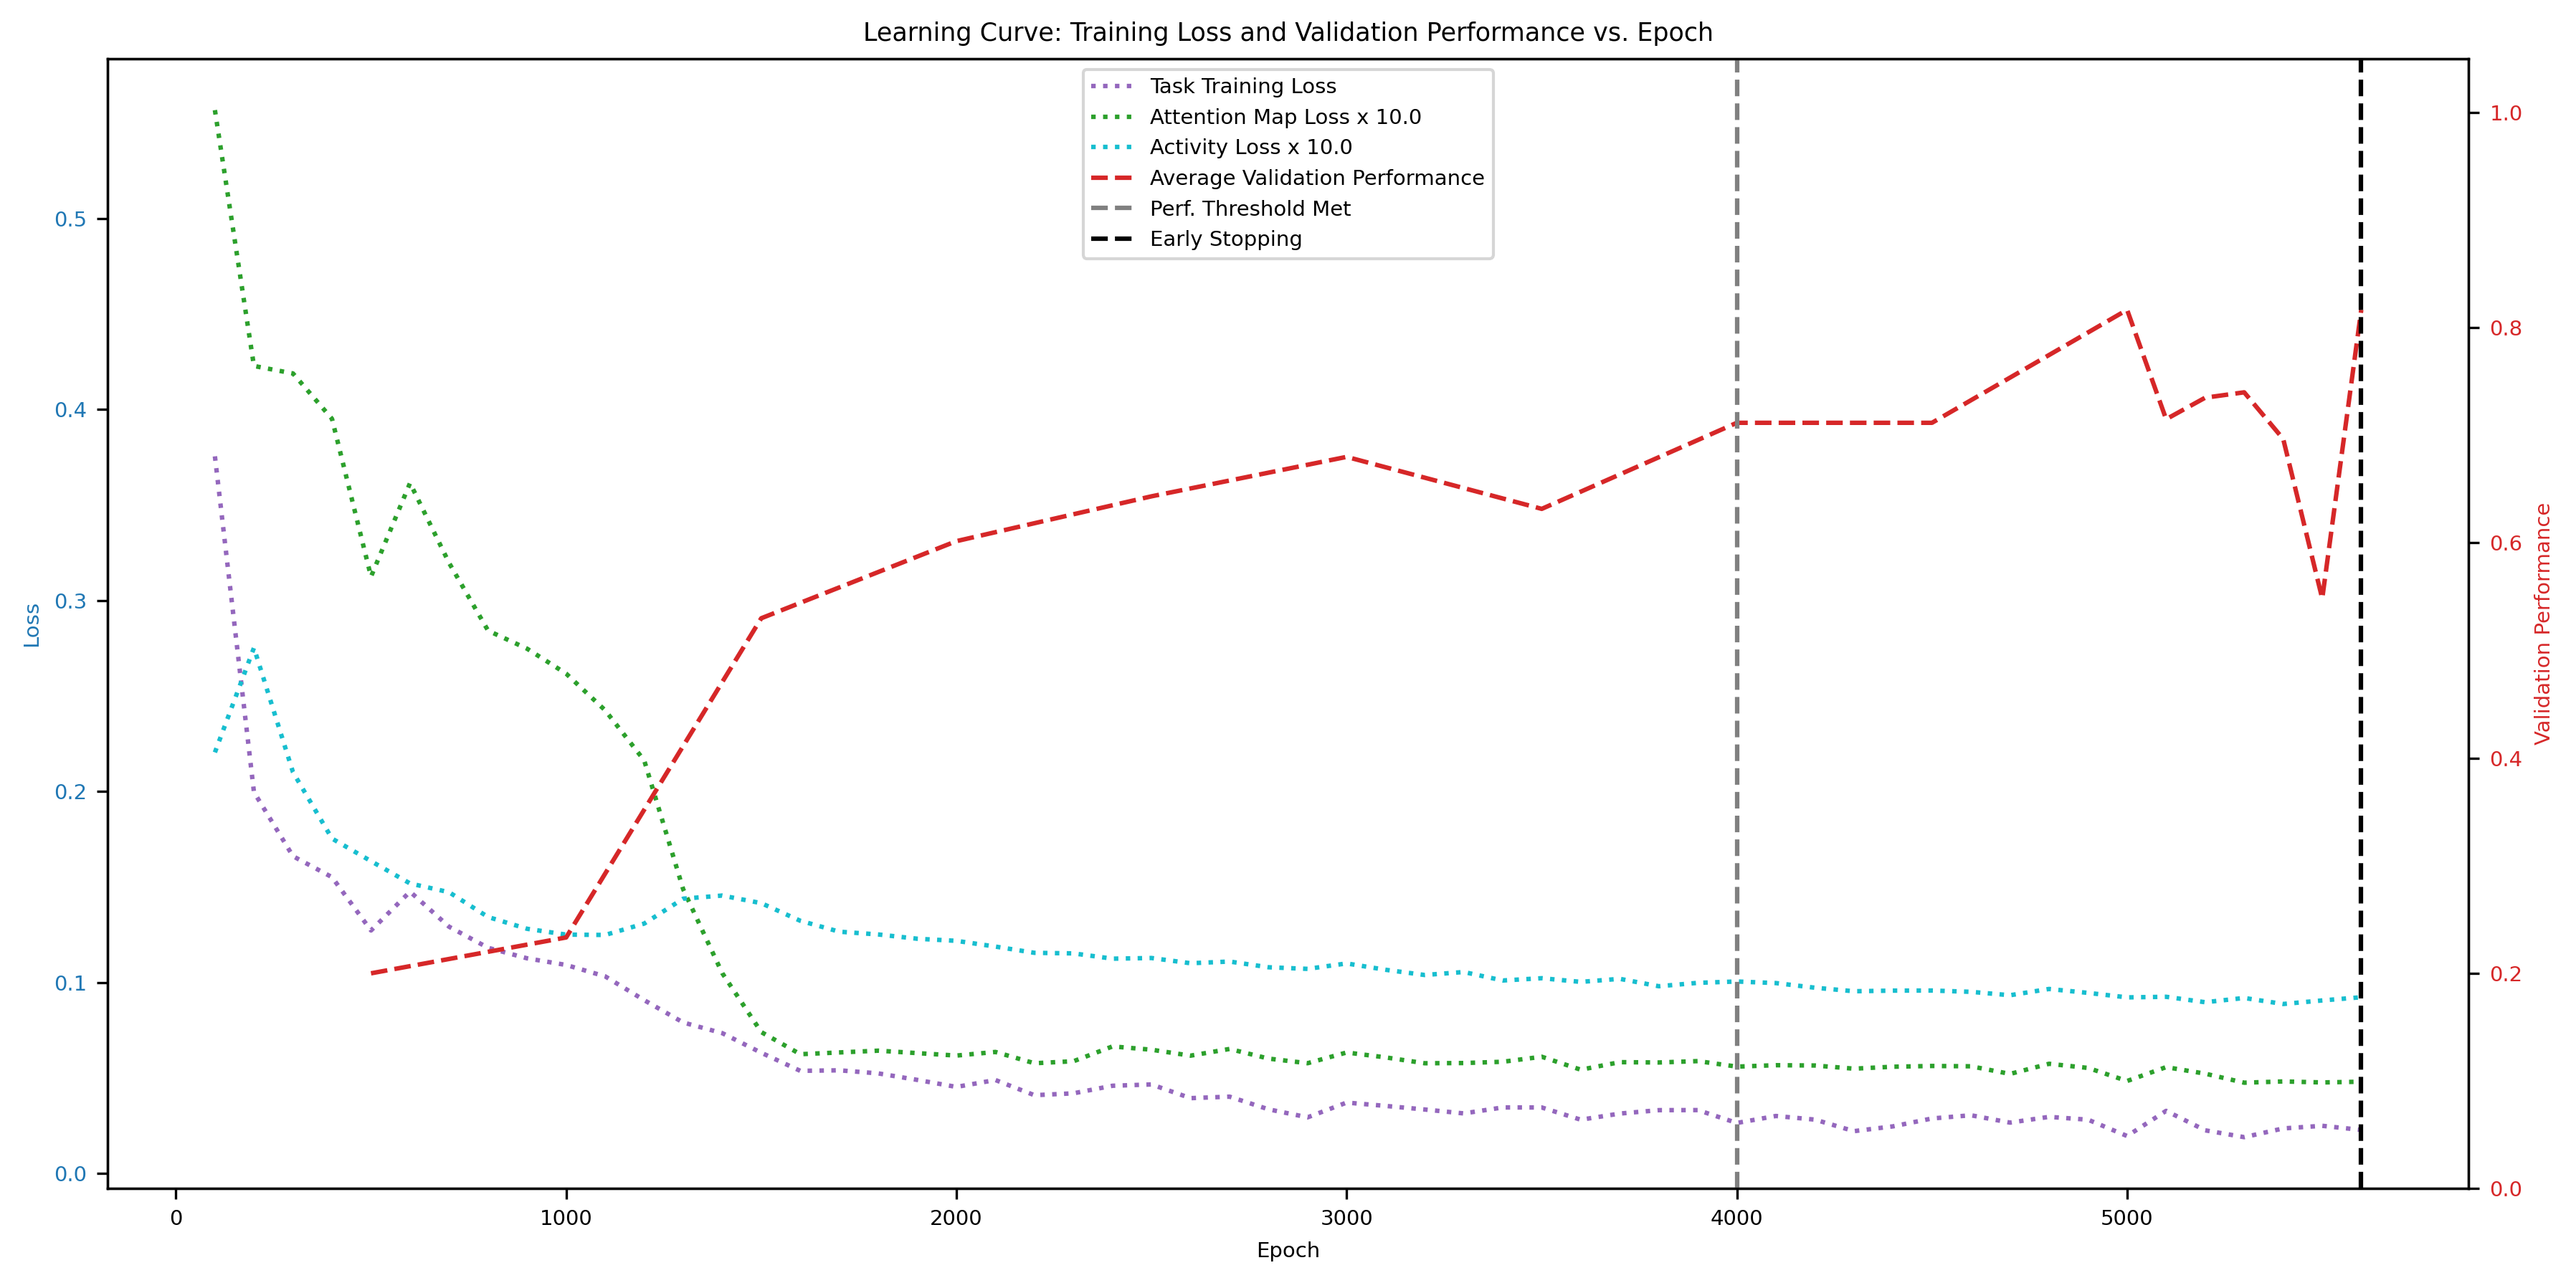 Learning Curve: Training Loss and Validation Performance vs. Epoch
Task Training Loss
Attention Map Loss x 10.0
Activity Loss x 10.0
Average Validation Performance
Perf. Threshold Met
Early Stopping
Loss
0.5
0.4
0.3
0.2
0.1
0.0
1.0
0.8
0.6
0.4
0.2
0.0
Validation Performance
0
1000
2000
3000
4000
5000
Epoch